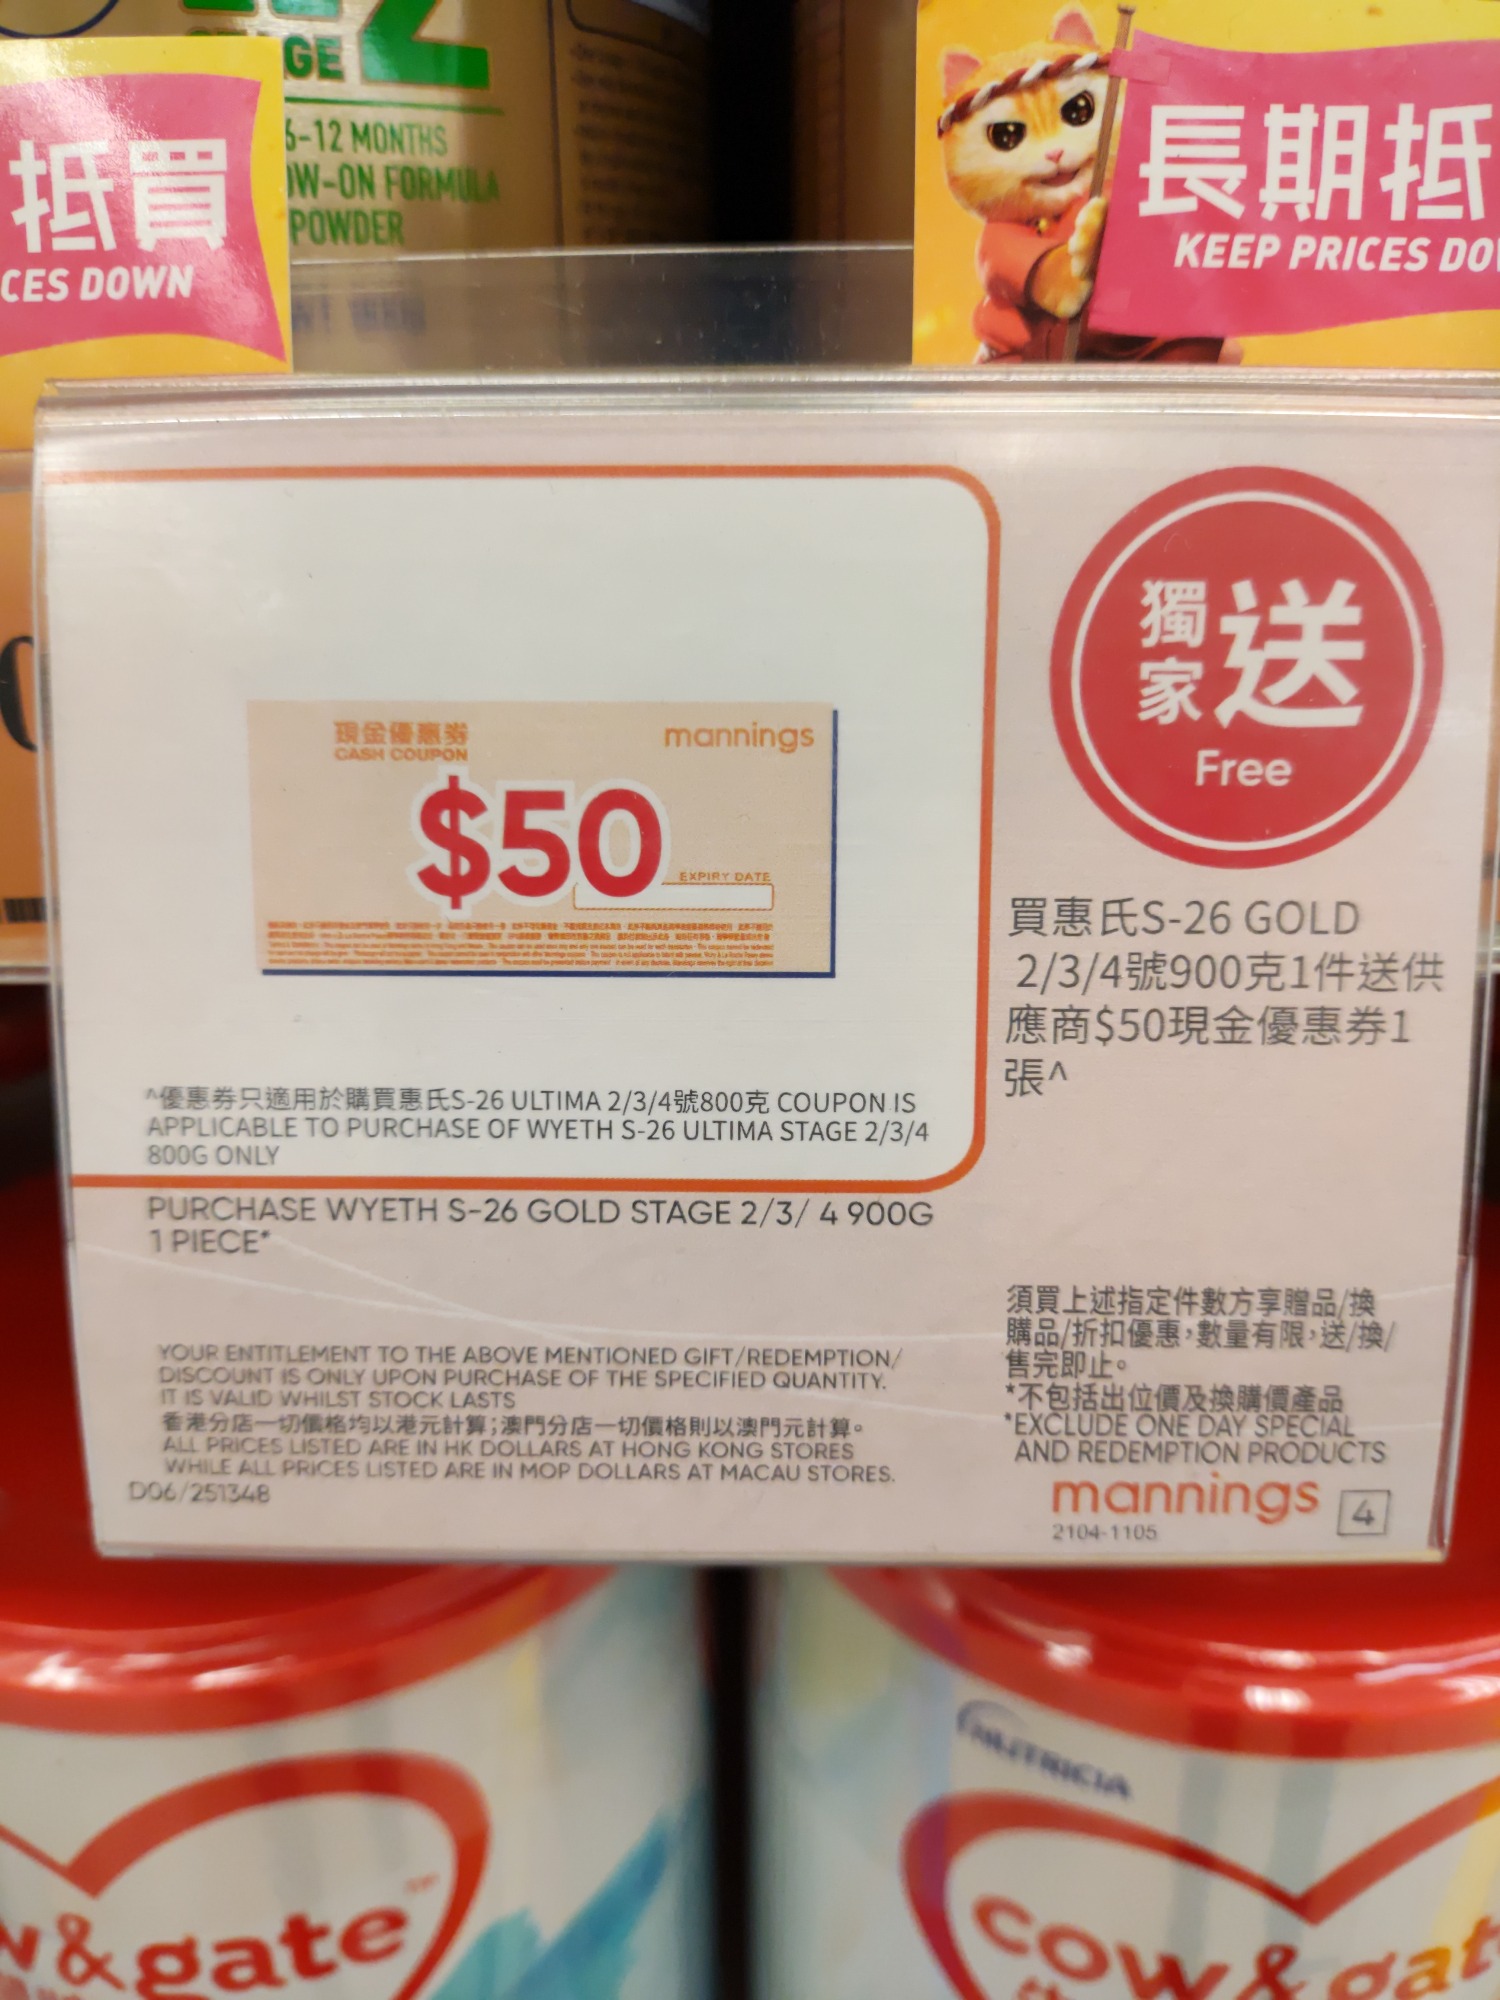 GE
2
6-12 MONTHS
OW-ON FORMULA
POWDER
抵買
CES DOWN
長期抵
KEEP PRICES DO
現金優惠券
CASH COUPON
mannings
$50
EXPIRY DATE
獨家送
Free
買惠氏S-26 GOLD
2/3/4號900克1件送供
應商$50現金優惠券1
張^
^優惠券只適用於購買惠氏S-26 ULTIMA 2/3/4號800克 COUPON IS
APPLICABLE TO PURCHASE OF WYETH S-26 ULTIMA STAGE 2/3/4
800G ONLY
PURCHASE WYETH S-26 GOLD STAGE 2/3/ 4 900G
1 PIECE*
YOUR ENTITLEMENT TO THE ABOVE MENTIONED GIFT/REDEMPTION/
DISCOUNT IS ONLY UPON PURCHASE OF THE SPECIFIED QUANTITY.
IT IS VALID WHILST STOCK LASTS
香港分店一切價格均以港元計算;澳門分店一切價格則以澳門元計算。
ALL PRICES LISTED ARE IN HK DOLLARS AT HONG KONG STORES
WHILE ALL PRICES LISTED ARE IN MOP DOLLARS AT MACAU STORES.
D06/251348
須買上述指定件數方享贈品/換
購品/折扣優惠,數量有限,送/換/
售完即止。
*不包括出位價及換購價產品
*EXCLUDE ONE DAY SPECIAL
AND REDEMPTION PRODUCTS
mannings 4
2104-1105
w&gate
NUTRICIA
cow&gat